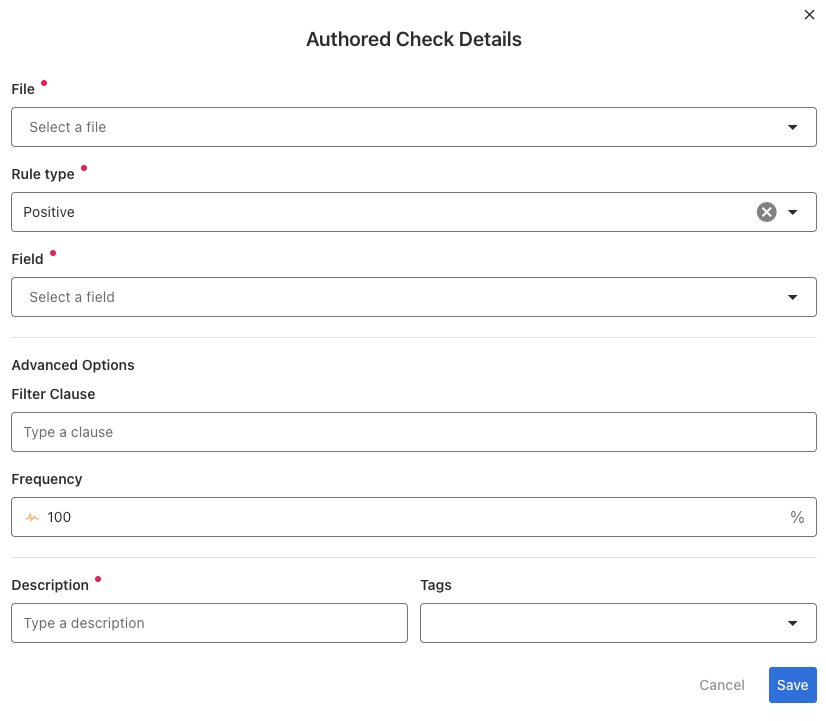 Authored Check Details
File
Select a file
Rule type
Positive
Field
Select a field
Advanced Options
Filter Clause
Type a clause
Frequency
100 %
Description
Tags
Type a description
Cancel
Save